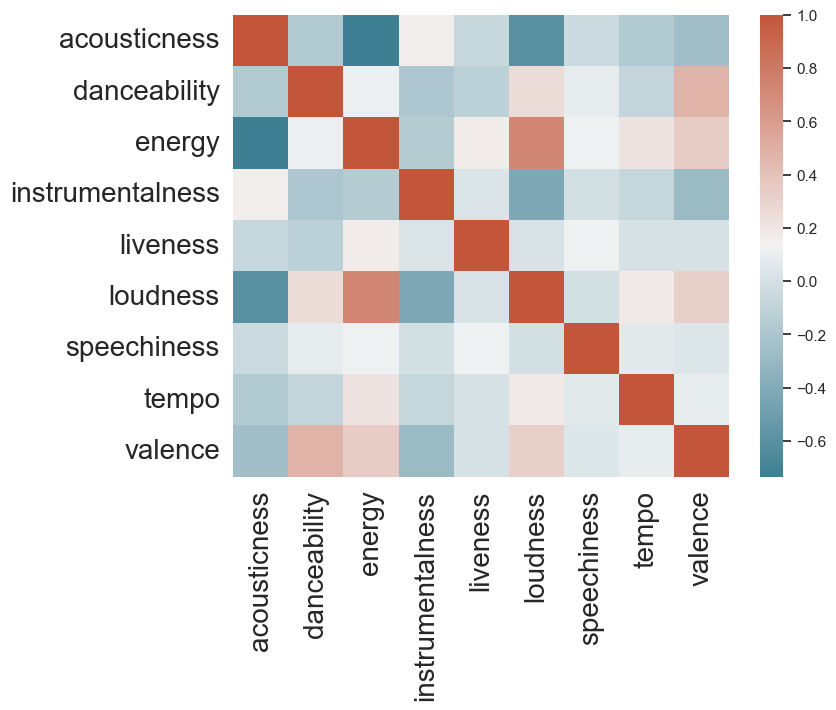 acousticness
danceability
energy
instrumentalness
liveness
loudness
speechiness
tempo
valence
acousticness
danceability
energy
instrumentalness
liveness
loudness
speechiness
tempo
valence
1.0
0.8
0.6
0.4
0.2
0.0
−0.2
−0.4
−0.6